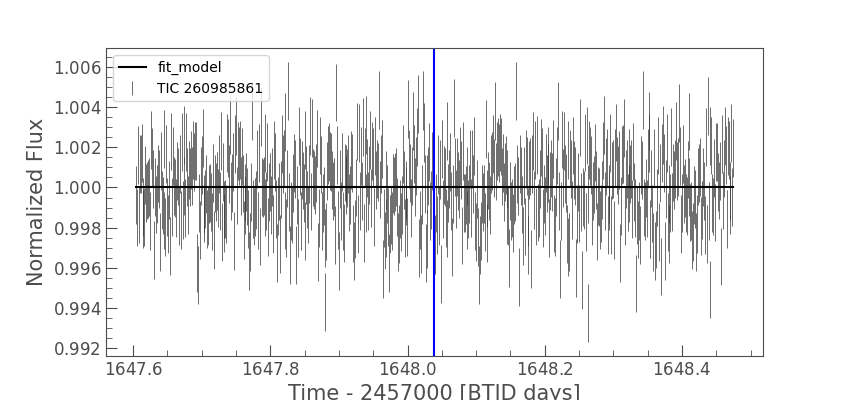 fit_model
TIC 260985861
1.006
1.004
1.002
1.000
0.998
0.996
0.994
0.992
Normalized Flux
1647.6 1647.8 1648.0 1648.2 1648.4
Time - 2457000 [BTJD days]